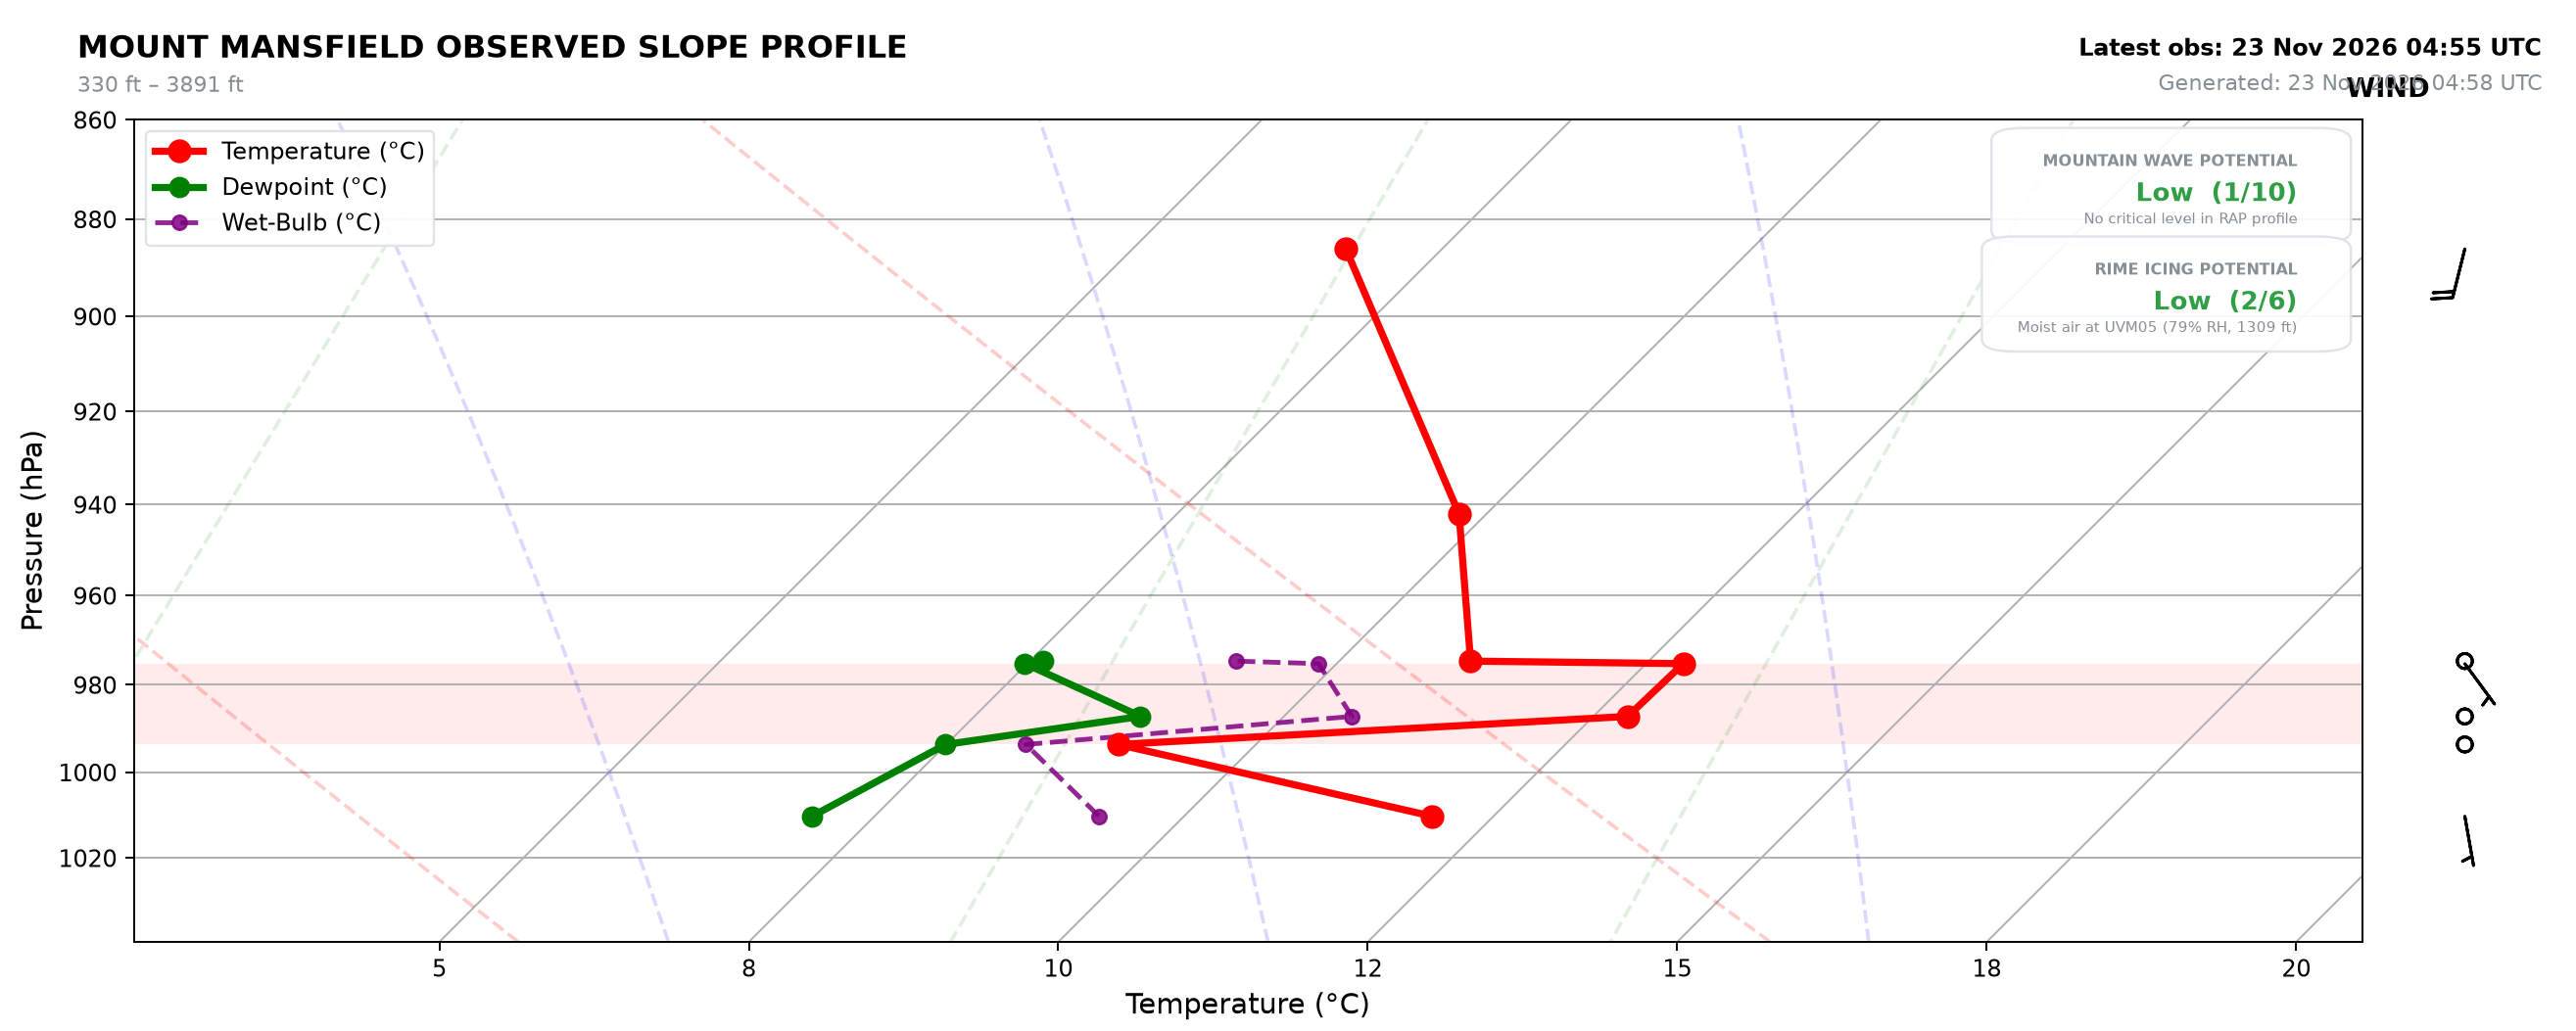 MOUNT MANSFIELD OBSERVED SLOPE PROFILE
330 ft – 3891 ft
Latest obs: 23 Nov 2026 04:55 UTC
Generated: 23 Nov 2026 04:58 UTC
WIND
Temperature (°C)
Dewpoint (°C)
Wet-Bulb (°C)
MOUNTAIN WAVE POTENTIAL
Low (1/10)
No critical level in RAP profile
RIME ICING POTENTIAL
Low (2/6)
Moist air at UVM05 (79% RH, 1309 ft)
Pressure (hPa)
860
880
900
920
940
960
980
1000
1020
5 8 10 12 15 18 20
Temperature (°C)